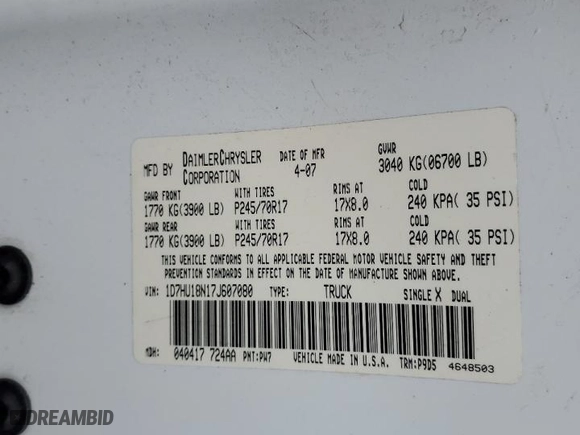 MFD BY DAIMLERCHRYSLER CORPORATION
DATE OF MFR 4-07
GVWR 3040 KG(06700 LB)
GAWR FRONT WITH TIRES RIMS AT COLD
1770 KG(3900 LB) P245/70R17 17X8.0 240 KPA( 35 PSI)
GAWR REAR WITH TIRES RIMS AT COLD
1770 KG(3900 LB) P245/70R17 17X8.0 240 KPA( 35 PSI)
THIS VEHICLE CONFORMS TO ALL APPLICABLE FEDERAL MOTOR VEHICLE SAFETY AND THEFT
PREVENTION STANDARDS IN EFFECT ON THE DATE OF MANUFACTURE SHOWN ABOVE.
VIN: 1D7HU18N17J607080 TYPE: TRUCK SINGLE X DUAL
MDH: 040417 724AA PNT:PW7 VEHICLE MADE IN U.S.A. TRM:P9D5 4648503
DREAMBID